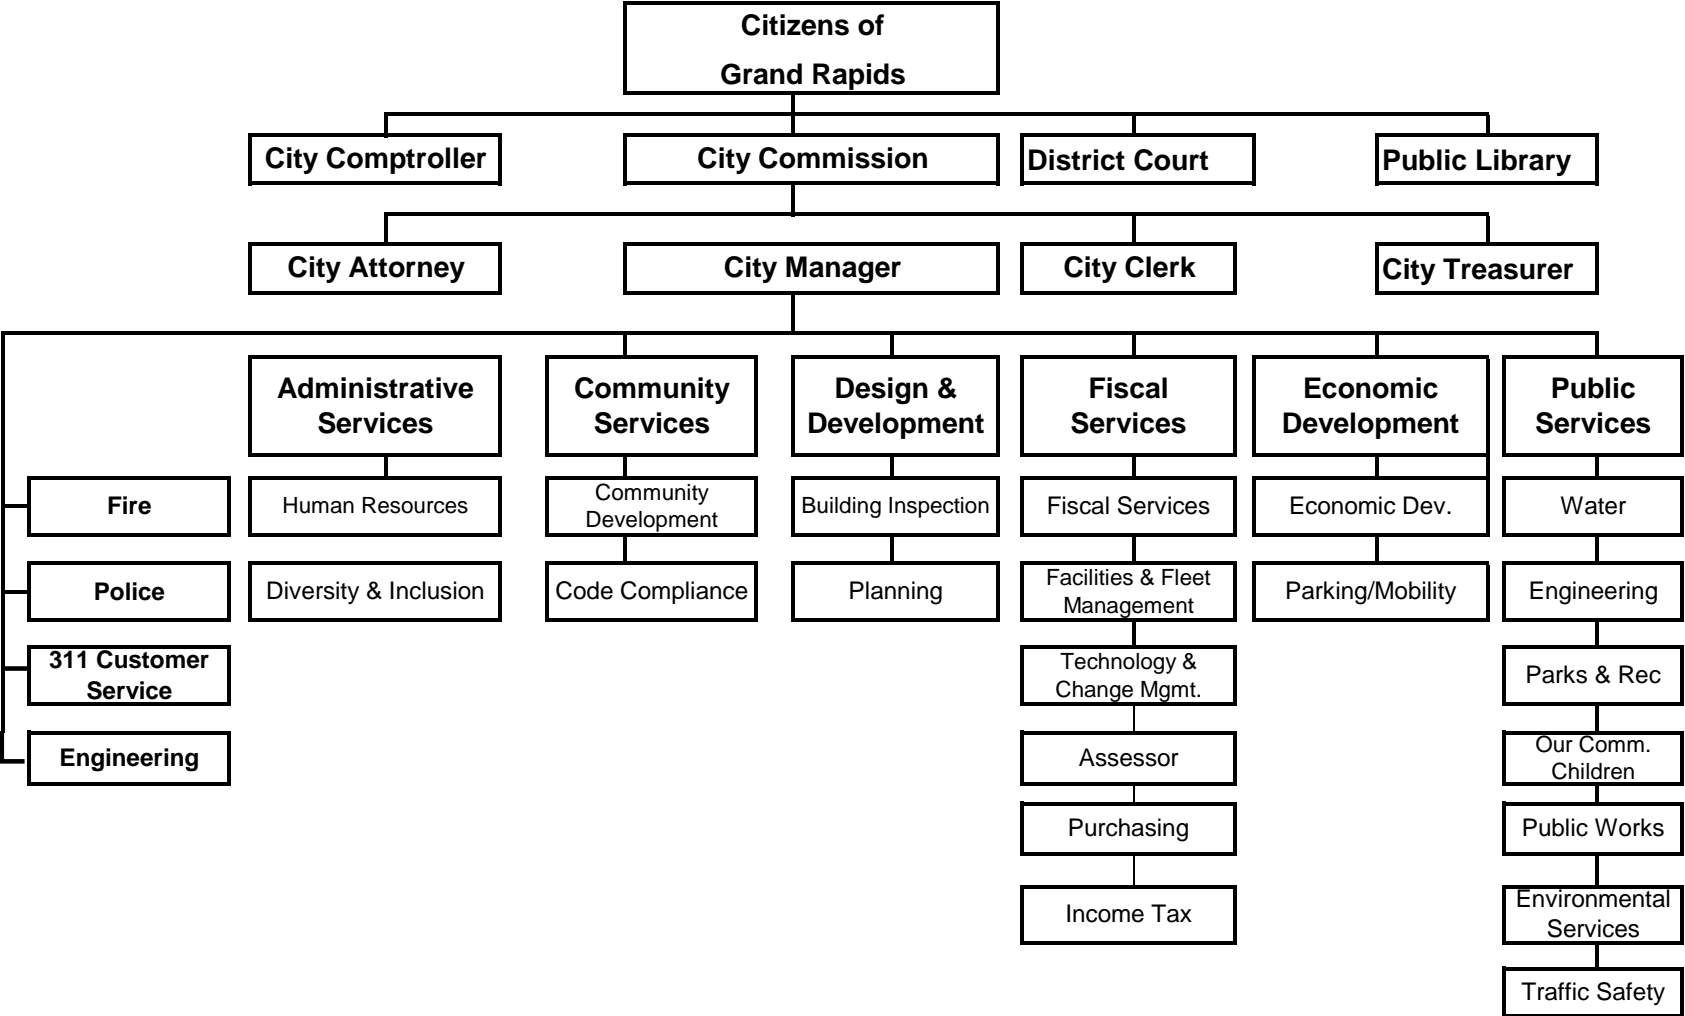 Citizens of
Grand Rapids
City Comptroller
City Commission
District Court
Public Library
City Attorney
City Manager
City Clerk
City Treasurer
Administrative
Services
Community
Services
Design &
Development
Fiscal
Services
Economic
Development
Public
Services
Fire
Human Resources
Community
Development
Building Inspection
Fiscal Services
Economic Dev.
Water
Police
Diversity & Inclusion
Code Compliance
Planning
Facilities & Fleet
Management
Parking/Mobility
Engineering
311 Customer
Service
Technology &
Change Mgmt.
Parks & Rec
Engineering
Assessor
Our Comm.
Children
Purchasing
Public Works
Income Tax
Environmental
Services
Traffic Safety